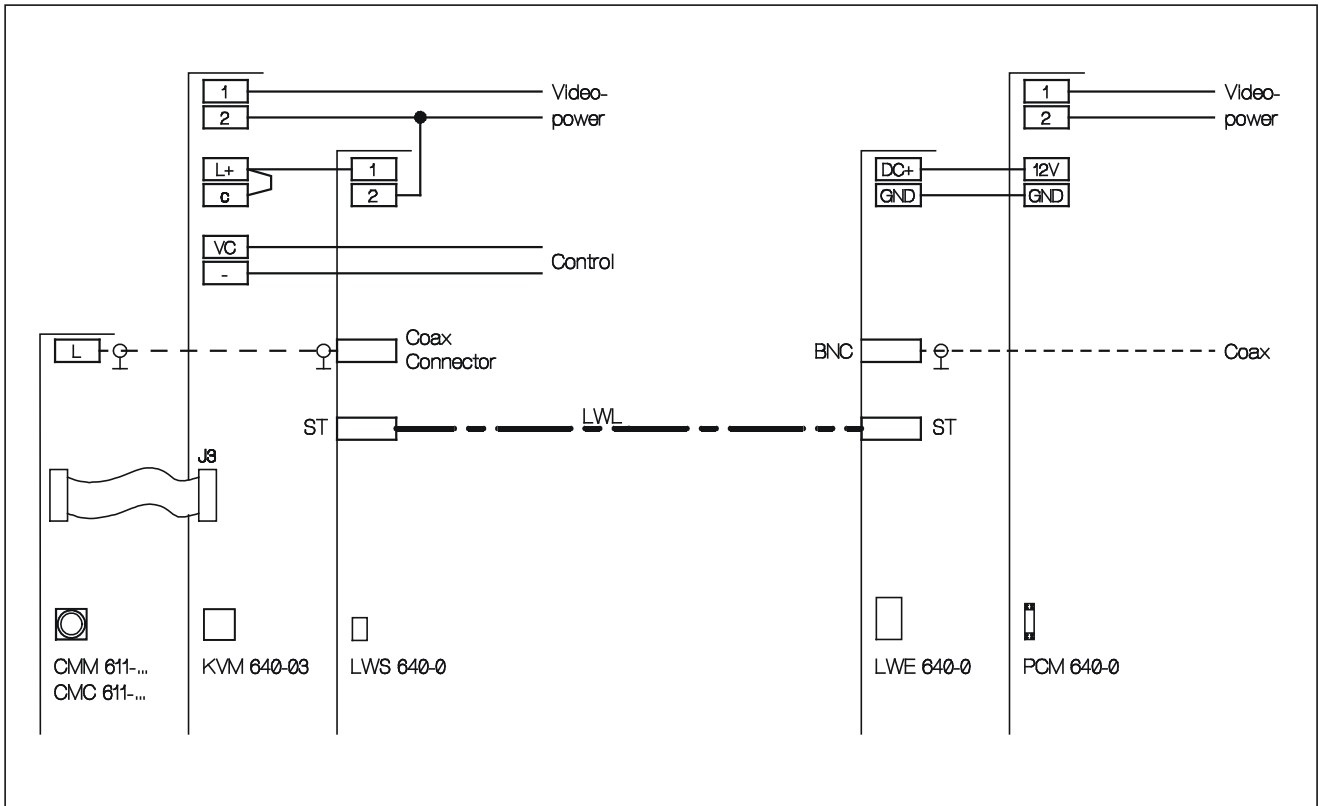 1
Video-
1
Video-
2
power
2
power
L+
1
DC+
12V
c
2
GND
GND
VC
-
Control
L
Coax
Connector
BNC
Coax
ST
LWL
ST
J3
CMM 611-...
CMC 611-...
KVM 640-03
LWS 640-0
LWE 640-0
PCM 640-0